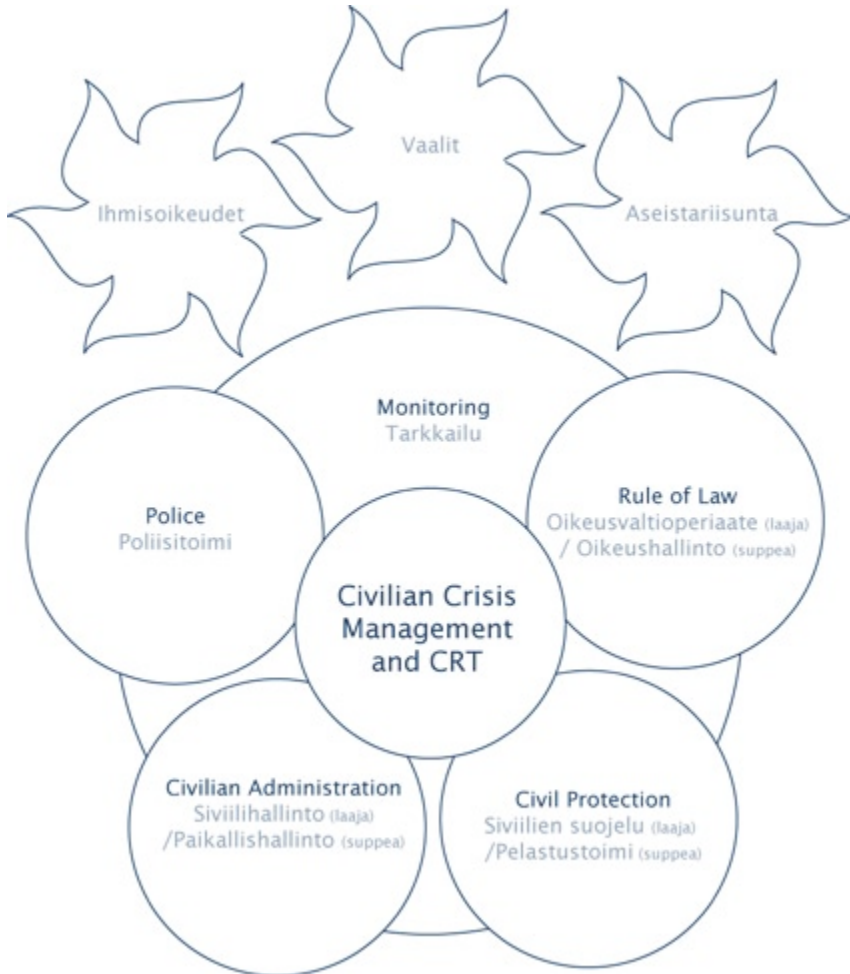 Vaalit
Ihmisoikeudet
Aseistariisunta
Monitoring
Tarkkailu
Police
Poliisitoimi
Rule of Law
Oikeusvaltioperiaate (laaja)
/ Oikeushallinto (suppea)
Civilian Crisis
Management
and CRT
Civilian Administration
Siviilihallinto (laaja)
/Paikallishallinto (suppea)
Civil Protection
Siviilien suojelu (laaja)
/Pelastustoimi (suppea)